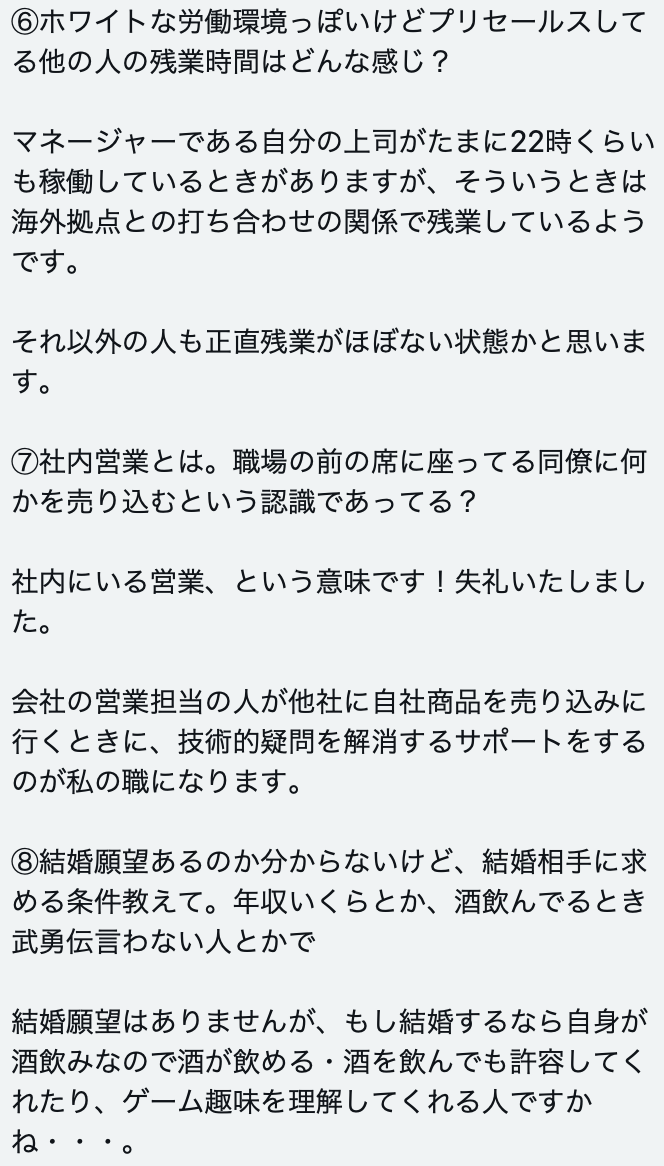 ⑥ホワイトな労働環境っぽいけどプリセールスして
る他の人の残業時間はどんな感じ？
マネージャーである自分の上司がたまに22時くらい
も稼働しているときがありますが、そういうときは
海外拠点との打ち合わせの関係で残業しているよう
です。
それ以外の人も正直残業がほぼない状態かと思いま
す。
⑦社内営業とは。職場の前の席に座ってる同僚に何
かを売り込むという認識であってる？
社内にいる営業、という意味です！失礼いたしまし
た。
会社の営業担当の人が他社に自社商品を売り込みに
行くときに、技術的疑問を解消するサポートをする
のが私の職になります。
⑧結婚願望あるのか分からないけど、結婚相手に求
める条件教えて。年収いくらとか、酒飲んでるとき
武勇伝言わない人とかで
結婚願望はありませんが、もし結婚するなら自身が
酒飲みなので酒が飲める・酒を飲んでも許容してく
れたり、ゲーム趣味を理解してくれる人ですか
ね・・・。